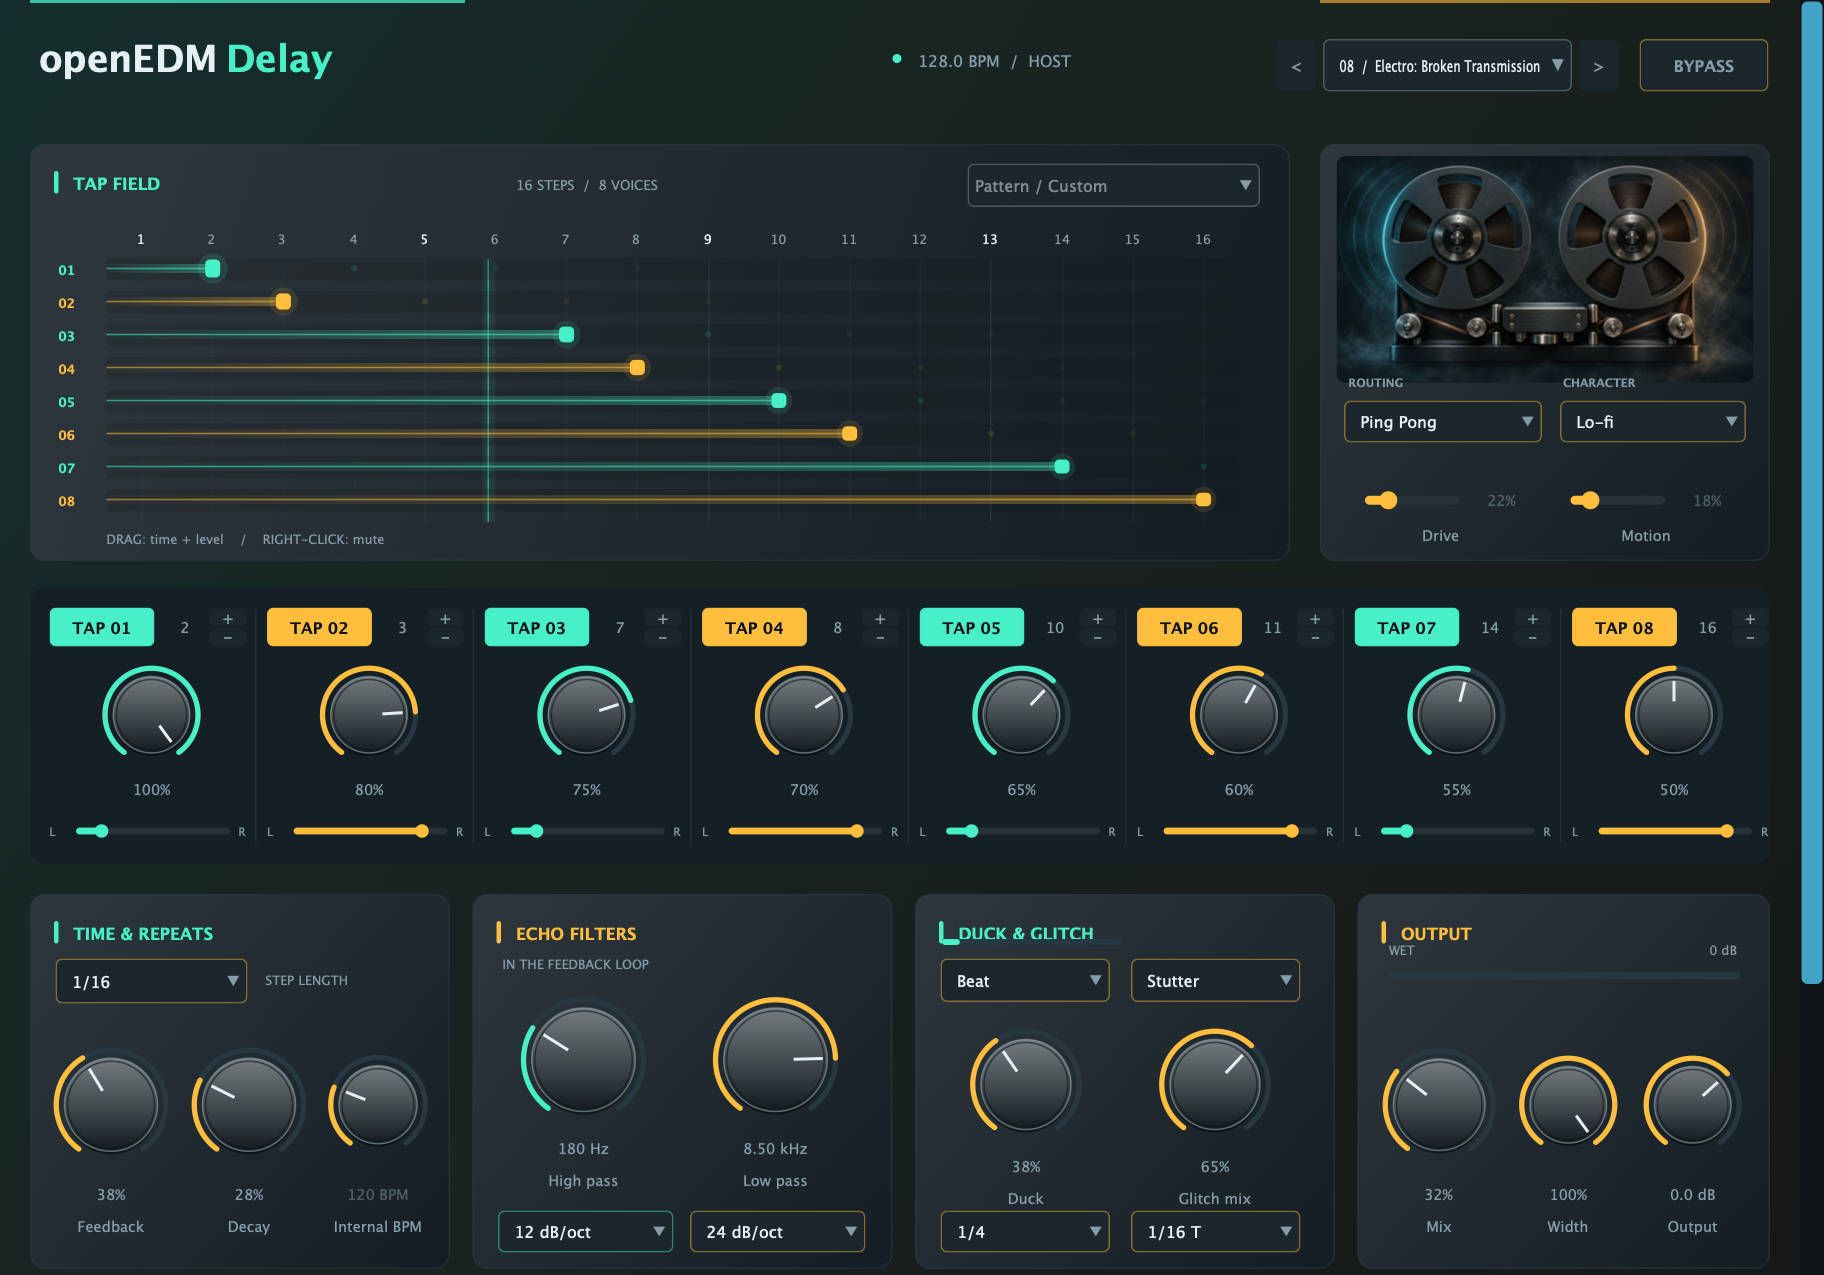 openEDM Delay
128.0 BPM / HOST
<
08 / Electro: Broken Transmission
>
BYPASS
TAP FIELD
16 STEPS / 8 VOICES
Pattern / Custom
1 2 3 4 5 6 7 8 9 10 11 12 13 14 15 16
01
02
03
04
05
06
07
08
DRAG: time + level / RIGHT-CLICK: mute
ROUTING
CHARACTER
Ping Pong
Lo-fi
22%
18%
Drive
Motion
TAP 01 2 + -
TAP 02 3 + -
TAP 03 7 + -
TAP 04 8 + -
TAP 05 10 + -
TAP 06 11 + -
TAP 07 14 + -
TAP 08 16 + -
100% 80% 75% 70% 65% 60% 55% 50%
L R L R L R L R L R L R L R L R
TIME & REPEATS
1/16
STEP LENGTH
38% 28% 120 BPM
Feedback Decay Internal BPM
ECHO FILTERS
IN THE FEEDBACK LOOP
180 Hz 8.50 kHz
High pass Low pass
12 dB/oct 24 dB/oct
DUCK & GLITCH
Beat Stutter
38% 65%
Duck Glitch mix
1/4 1/16 T
OUTPUT
WET 0 dB
32% 100% 0.0 dB
Mix Width Output